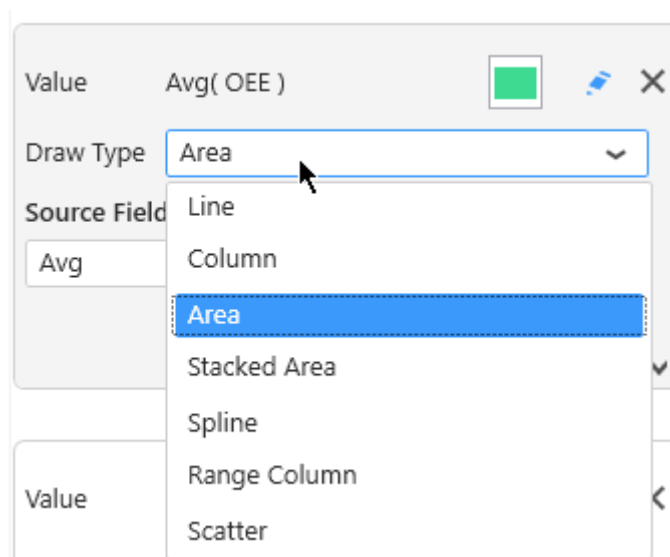 Value Avg( OEE )
Draw Type Area
Line
Source Field
Column
Avg
Area
Stacked Area
Spline
Range Column
Value
Scatter